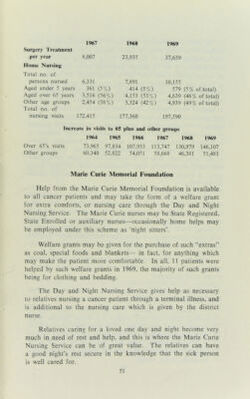 1967 1968 1969
Surgery Treatment
per year 8,007 23,935 37,659
Home Nursing
Total no. of
persons nursed 6,331 7,891 10,155
Aged under 5 years 361 (5%) 414 (5%) 579 (5% of total)
Aged over 65 years 3,516 (56%) 4,153 (53%) 4,639 (46% of total)
Other age groups 2,454 (39%) 3,324 (42%) 4,939 (49% of total)
Total no. of
nursing visits 172,415 177,368 197,590
Increase in visits to 65 plus and other groups
1964 1965 1966 1967 1968 1969
Over 65's visits 73,965 97,834 107,953 113,747 130,975 146,107
Other groups 60,348 52,822 54,051 58,668 46,393 51,483
Marie Curie Memorial Foundation
Help from the Marie Curie Memorial Foundation is available
to all cancer patients and may take the form of a welfare grant
for extra comforts, or nursing care through the Day and Night
Nursing Service. The Marie Curie nurses may be State Registered,
State Enrolled or auxiliary nurses—occasionally home helps may
be employed under this scheme as 'night sitters'.
Welfare grants may be given for the purchase of such "extras"
as coal, special foods and blankets—in fact, for anything which
may make the patient more comfortable. In all, 11 patients were
helped by such welfare grants in 1969, the majority of such grants
being for clothing and bedding.
The Day and Night Nursing Service gives help as necessary
to relatives nursing a cancer patient through a terminal illness, and
is additional to the nursing care which is given by the district
nurse.
Relatives caring for a loved one day and night become very
much in need of rest and help, and this is where the Marie Curie
Nursing Service can be of great value. The relatives can have
a good night's rest secure in the knowledge that the sick person
is well cared for.